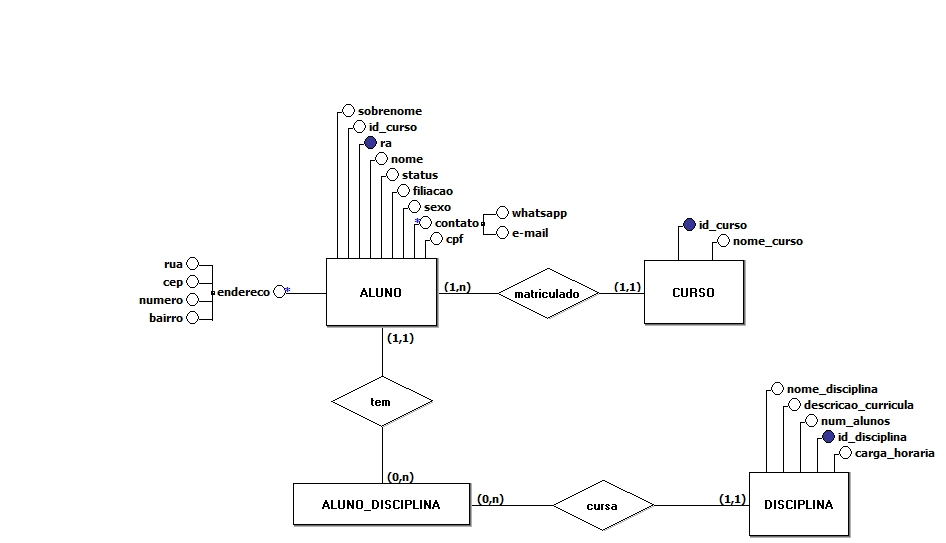 sobrenome
id_curso
ra
nome
status
filiacao
sexo
* contato
whatsapp
e-mail
cpf
id_curso
nome_curso
rua
cep
numero
bairro
endereco *
ALUNO
(1,n)
matriculado
(1,1)
CURSO
(1,1)
tem
(0,n)
ALUNO_DISCIPLINA
(0,n)
cursa
(1,1)
nome_disciplina
descricao_curricula
num_alunos
id_disciplina
carga_horaria
DISCIPLINA